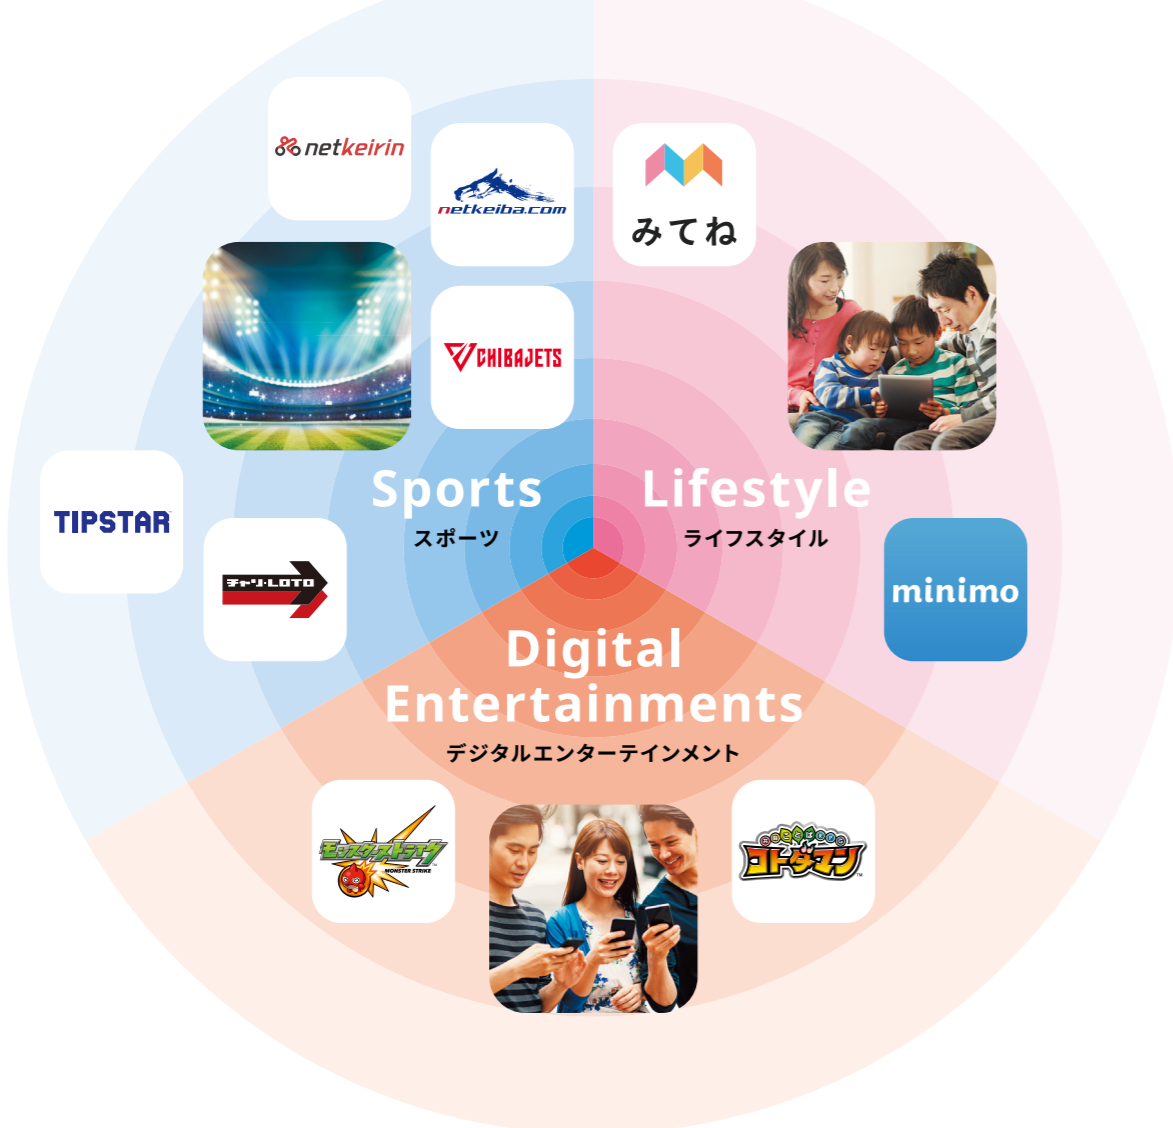 netkeirin
netkeiba.com
みてね
CHIBAJETS
Sports
スポーツ
Lifestyle
ライフスタイル
TIPSTAR
チャリ・LOTO
minimo
Digital
Entertainments
デジタルエンターテインメント
モンスターストライク
MONSTER STRIKE
コトダマン
TM